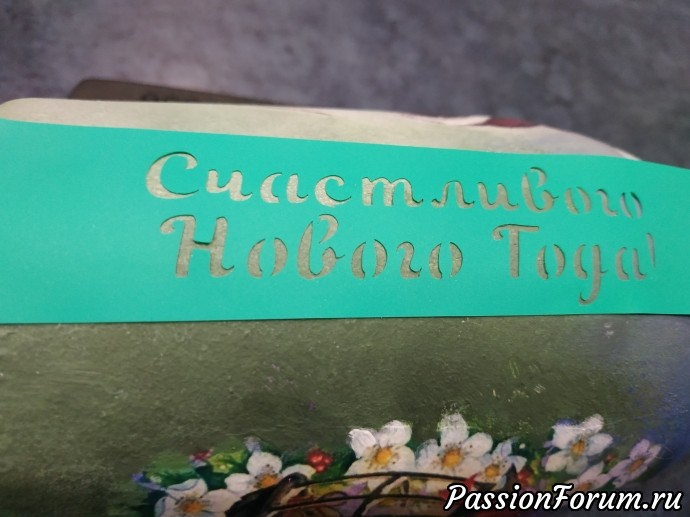 Счастливого
Нового Года!
PassionForum.ru